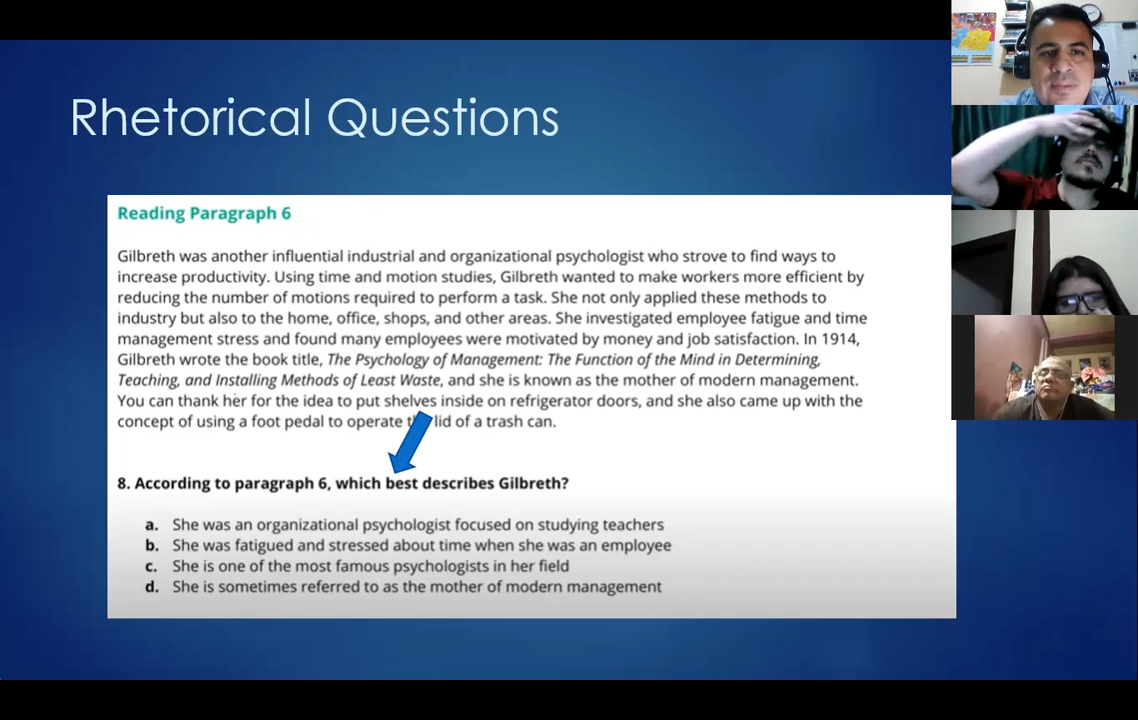 Rhetorical Questions
Reading Paragraph 6
Gilbreth was another influential industrial and organizational psychologist who strove to find ways to
increase productivity. Using time and motion studies, Gilbreth wanted to make workers more efficient by
reducing the number of motions required to perform a task. She not only applied these methods to
industry but also to the home, office, shops, and other areas. She investigated employee fatigue and time
management stress and found many employees were motivated by money and job satisfaction. In 1914,
Gilbreth wrote the book title, The Psychology of Management: The Function of the Mind in Determining,
Teaching, and Installing Methods of Least Waste, and she is known as the mother of modern management.
You can thank her for the idea to put shelves inside on refrigerator doors, and she also came up with the
concept of using a foot pedal to operate lid of a trash can.
8. According to paragraph 6, which best describes Gilbreth?
a. She was an organizational psychologist focused on studying teachers
b. She was fatigued and stressed about time when she was an employee
c. She is one of the most famous psychologists in her field
d. She is sometimes referred to as the mother of modern management